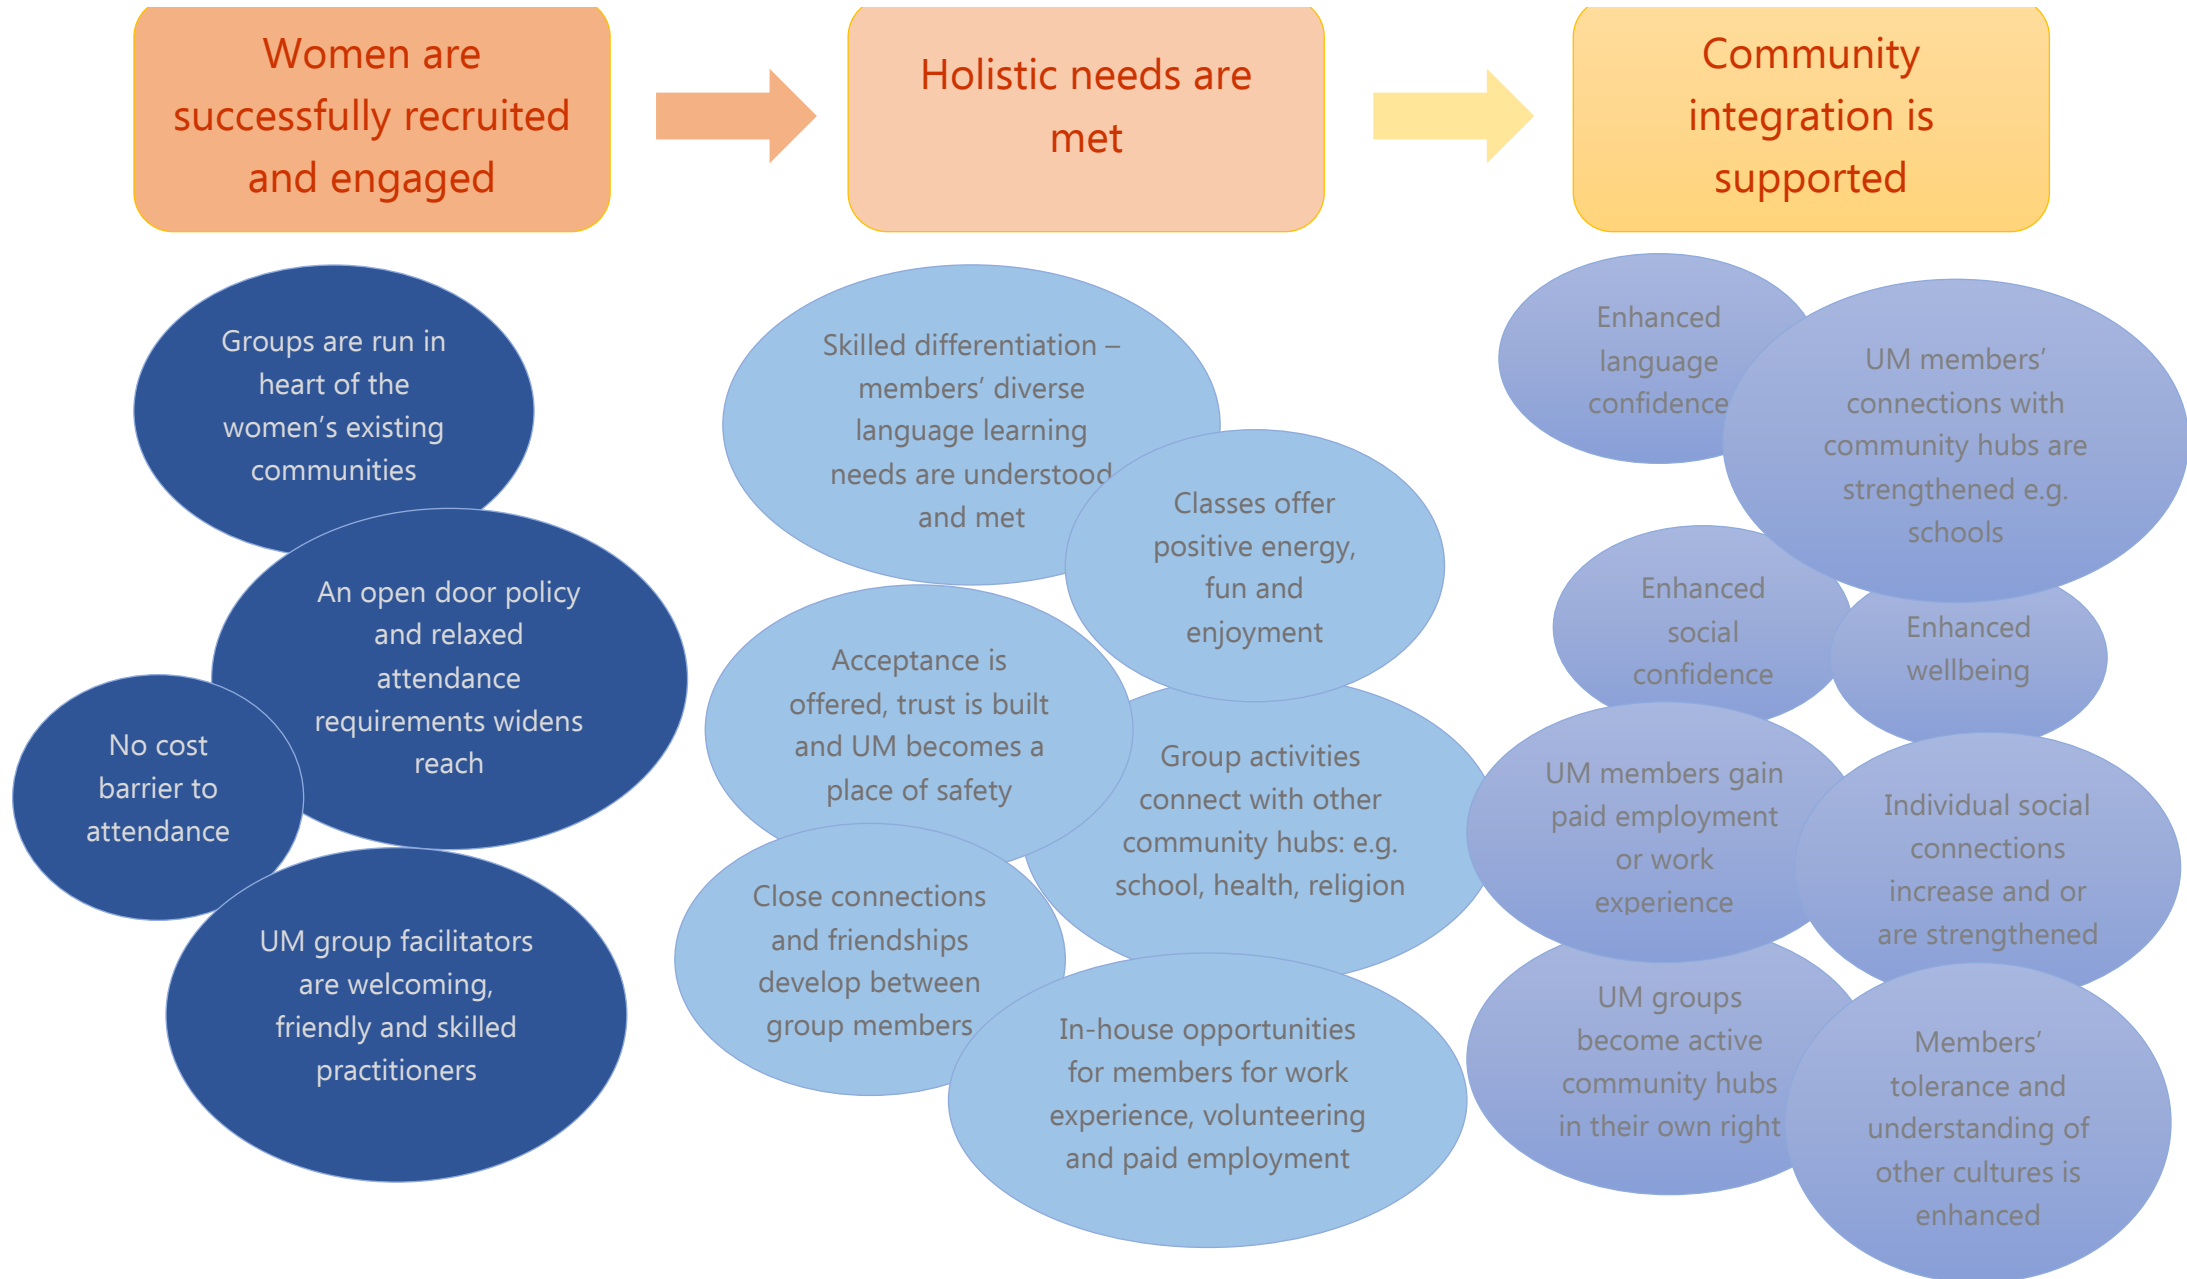 Women are
successfully recruited
and engaged
Holistic needs are
met
Community
integration is
supported
Groups are run in
heart of the
women’s existing
communities
An open door policy
and relaxed
attendance
requirements widens
reach
No cost
barrier to
attendance
UM group facilitators
are welcoming,
friendly and skilled
practitioners
Skilled differentiation –
members’ diverse
language learning
needs are understood
and met
Classes offer
positive energy,
fun and
enjoyment
Acceptance is
offered, trust is built
and UM becomes a
place of safety
Group activities
connect with other
community hubs: e.g.
school, health, religion
Close connections
and friendships
develop between
group members
In-house opportunities
for members for work
experience, volunteering
and paid employment
Enhanced
language
confidence
UM members’
connections with
community hubs are
strengthened e.g.
schools
Enhanced
social
confidence
Enhanced
wellbeing
UM members gain
paid employment
or work
experience
Individual social
connections
increase and or
are strengthened
UM groups
become active
community hubs
in their own right
Members’
tolerance and
understanding of
other cultures is
enhanced